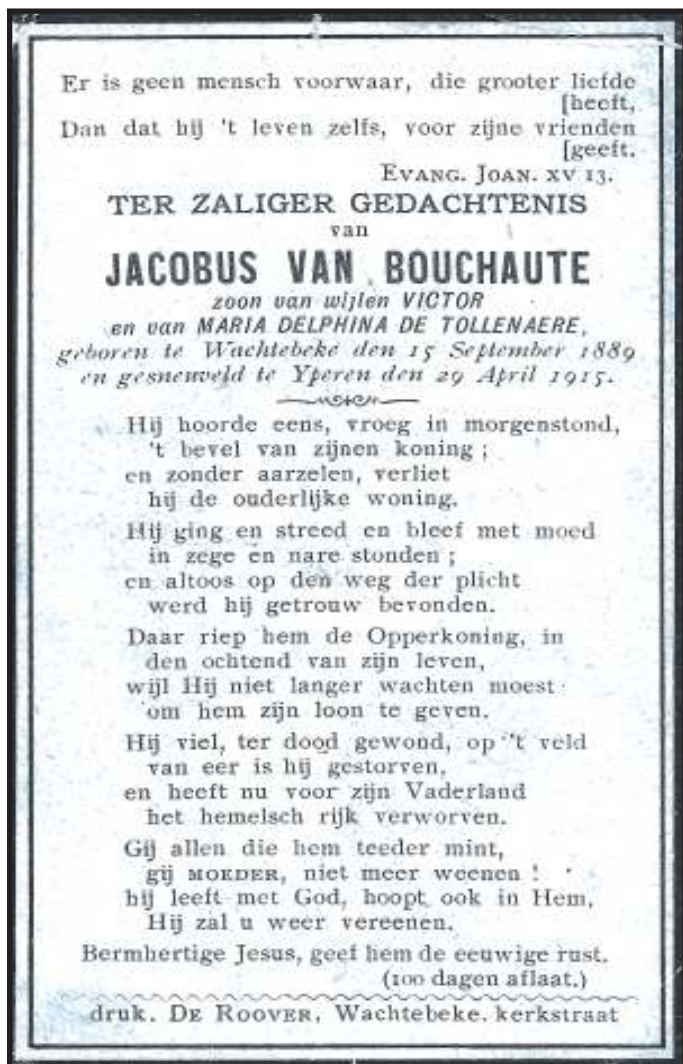 Er is geen mensch voorwaar, die grooter liefde
[heeft,
Dan dat hij 't leven zelfs, voor zijne vrienden
[geeft.
EVANG. JOAN. XV 13.
TER ZALIGER GEDACHTENIS
van
JACOBUS VAN BOUCHAUTE
zoon van wijlen VICTOR
en van MARIA DELPHINA DE TOLLENAERE,
geboren te Wachtebeke den 15 September 1889
en gesneuveld te Yperen den 29 April 1915.
Hij hoorde eens, vroeg in morgenstond,
't bevel van zijnen koning ;
en zonder aarzelen, verliet
hij de ouderlijke woning.
Hij ging en streed en bleef met moed
in zege en nare stonden ;
en altoos op den weg der plicht
werd hij getrouw bevonden.
Daar riep hem de Opperkoning, in
den ochtend van zijn leven,
wijl Hij niet langer wachten moest
om hem zijn loon te geven.
Hij viel, ter dood gewond, op 't veld
van eer is hij gestorven,
en heeft nu voor zijn Vaderland
het hemelsch rijk verworven.
Gij allen die hem teeder mint,
gij MOEDER, niet meer weenen !
hij leeft met God, hoopt ook in Hem,
Hij zal u weer vereenen.
Bermhertige Jesus, geef hem de eeuwige rust.
(100 dagen aflaat.)
druk. DE ROOVER, Wachtebeke. kerkstraat